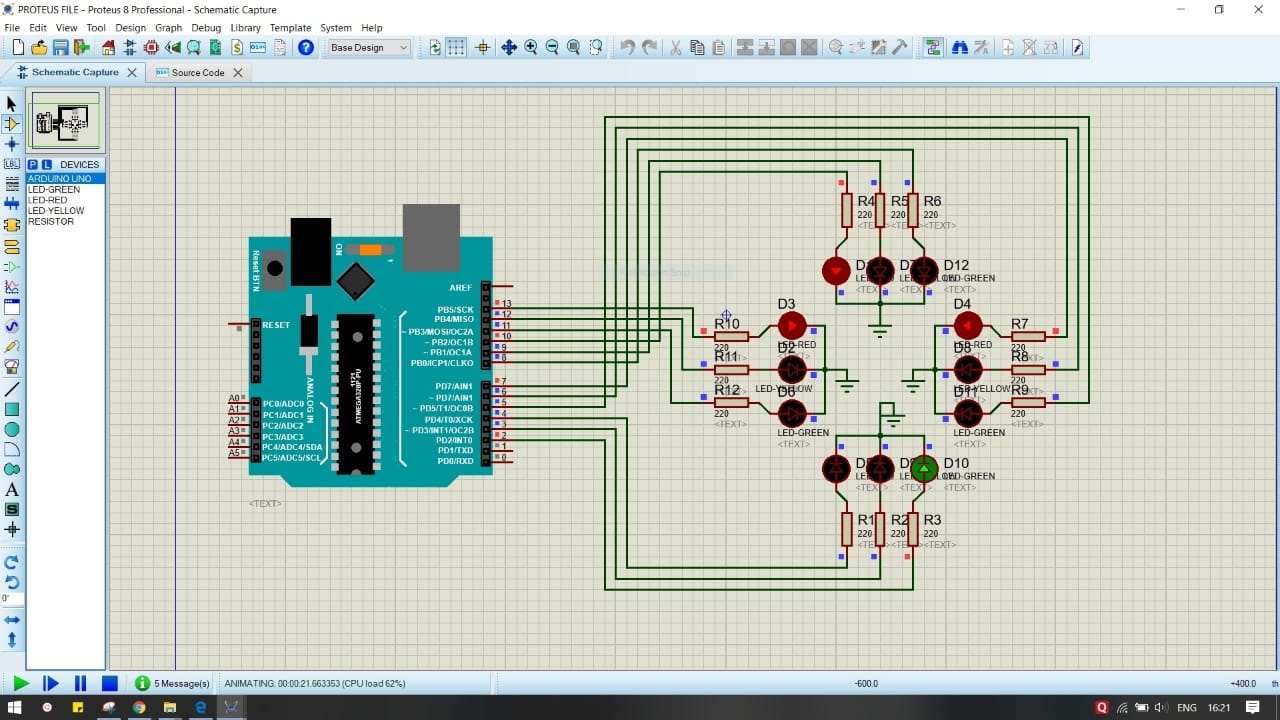 PROTEUS FILE - Proteus 8 Professional - Schematic Capture
File Edit View Tool Design Graph Debug Library Template System Help
Base Design
Schematic Capture
Source Code
P L DEVICES
ARDUINO UNO
LED-GREEN
LED-RED
LED-YELLOW
RESISTOR
LBL
A
S
0°
Reset BTN
ON
RESET
AREF
PB5/SCK 13
PB4/MISO 12
~ PB3/MOSI/OC2A 11
~ PB2/OC1B 10
~ PB1/OC1A 9
PB0/ICP1/CLKO 8
PD7/AIN1 7
~ PD7/AIN1 6
~ PD5/T1/OC0B 5
PD4/T0/XCK 4
~ PD3/INT1/OC2B 3
PD2/INT0 2
PD1/TXD 1
PD0/RXD 0
ANALOG IN
ATMEGA328P-PU
1121
A0 PC0/ADC0
A1 PC1/ADC1
A2 PC2/ADC2
A3 PC3/ADC3
A4 PC4/ADC4/SDA
A5 PC5/ADC5/SCL
<TEXT>
R4 R5 R6
220 220
<TEXT>
D12
LED-GREEN
<TEXT>
D3
R10
220
LED-RED
R11
220
LED-YELLOW
R12
220
<TEXT>
D6
LED-GREEN
<TEXT>
D4
R7
220
LED-RED
R8
220
LED-YELLOW
R9
220
<TEXT>
D11
LED-GREEN
<TEXT>
D10
LED-GREEN
<TEXT>
R1 R2 R3
220 220 220
<TEXT>
5 Message(s)
ANIMATING: 00:00:21.663353 (CPU load 62%)
-600.0
+400.0
th
ENG
16:21